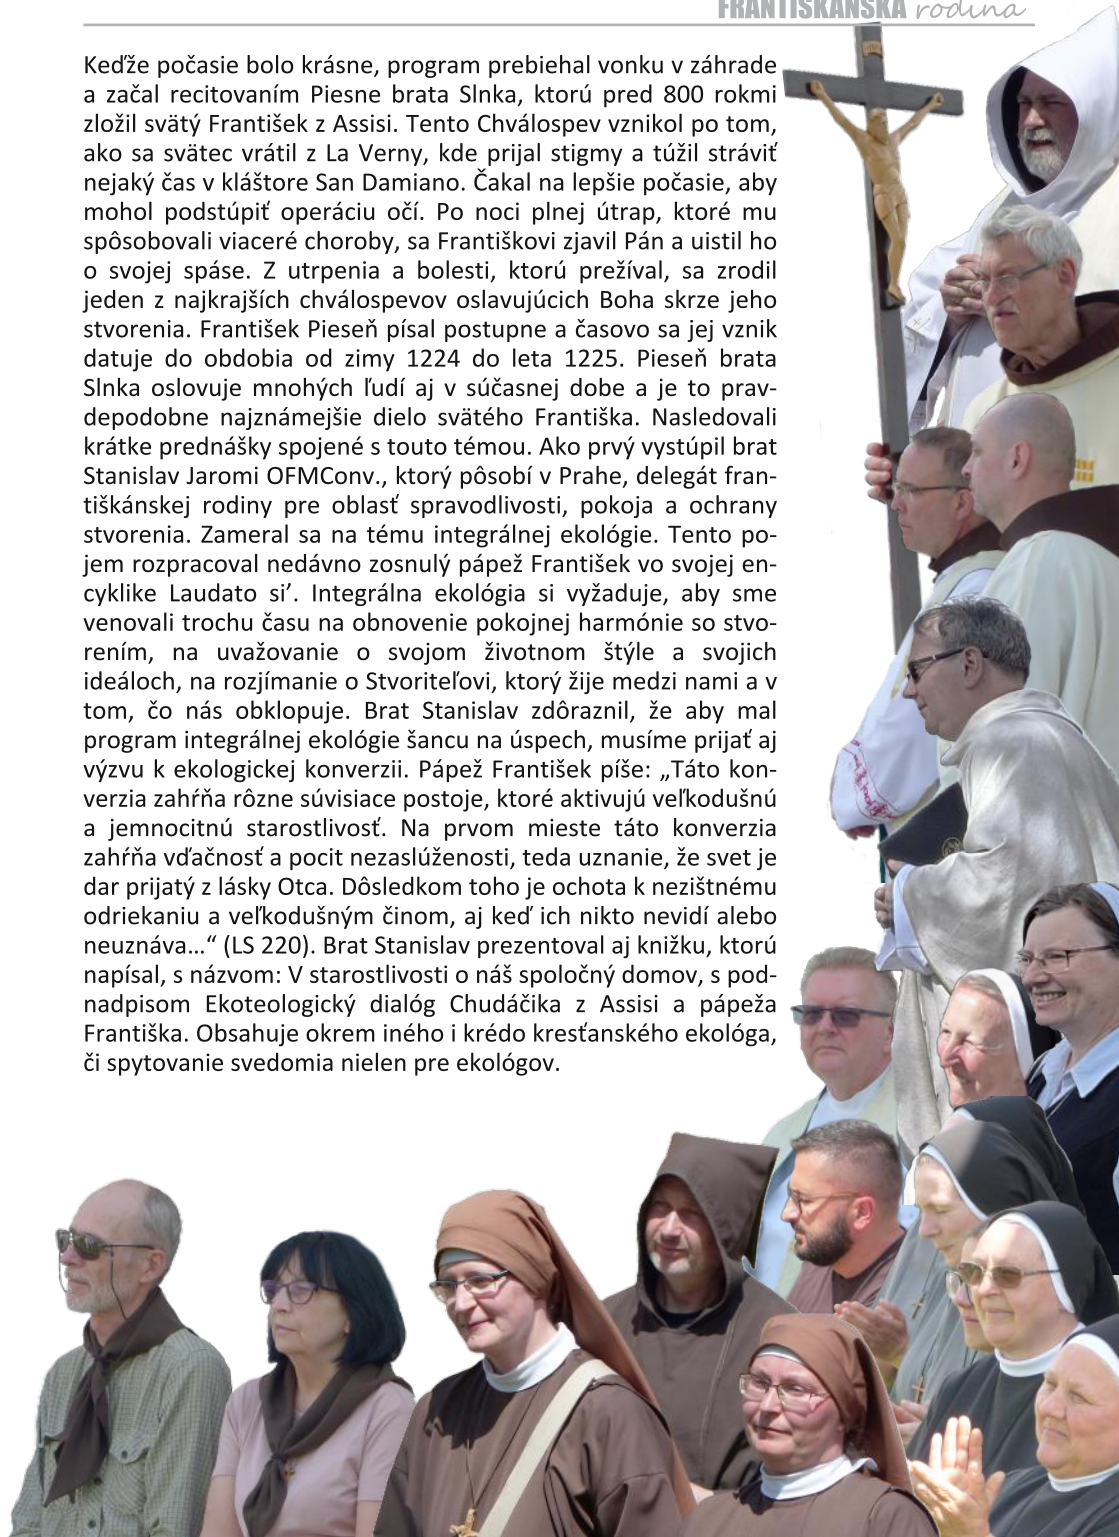 FRANTIŠKÁNSKA rodina
Keďže počasie bolo krásne, program prebiehal vonku v záhrade
a začal recitovaním Piesne brata Slnka, ktorú pred 800 rokmi
zložil svätý František z Assisi. Tento Chválospev vznikol po tom,
ako sa svätec vrátil z La Verny, kde prijal stigmy a túžil stráviť
nejaký čas v kláštore San Damiano. Čakal na lepšie počasie, aby
mohol podstúpiť operáciu očí. Po noci plnej útrap, ktoré mu
spôsobovali viaceré choroby, sa Františkovi zjavil Pán a uistil ho
o svojej spáse. Z utrpenia a bolesti, ktorú prežíval, sa zrodil
jeden z najkrajších chválospevov oslavujúcich Boha skrze jeho
stvorenia. František Pieseň písal postupne a časovo sa jej vznik
datuje do obdobia od zimy 1224 do leta 1225. Pieseň brata
Slnka oslovuje mnohých ľudí aj v súčasnej dobe a je to prav-
depodobne najznámejšie dielo svätého Františka. Nasledovali
krátke prednášky spojené s touto témou. Ako prvý vystúpil brat
Stanislav Jaromi OFMConv., ktorý pôsobí v Prahe, delegát fran-
tiškánskej rodiny pre oblasť spravodlivosti, pokoja a ochrany
stvorenia. Zameral sa na tému integrálnej ekológie. Tento po-
jem rozpracoval nedávno zosnulý pápež František vo svojej en-
cyklike Laudato si’. Integrálna ekológia si vyžaduje, aby sme
venovali trochu času na obnovenie pokojnej harmónie so stvo-
rením, na uvažovanie o svojom životnom štýle a svojich
ideáloch, na rozjímanie o Stvoriteľovi, ktorý žije medzi nami a v
tom, čo nás obklopuje. Brat Stanislav zdôraznil, že aby mal
program integrálnej ekológie šancu na úspech, musíme prijať aj
výzvu k ekologickej konverzii. Pápež František píše: „Táto kon-
verzia zahŕňa rôzne súvisiace postoje, ktoré aktivujú veľkodušnú
a jemnocitnú starostlivosť. Na prvom mieste táto konverzia
zahŕňa vďačnosť a pocit nezaslúženosti, teda uznanie, že svet je
dar prijatý z lásky Otca. Dôsledkom toho je ochota k nezištnému
odriekaniu a veľkodušným činom, aj keď ich nikto nevidí alebo
neuznáva…“ (LS 220). Brat Stanislav prezentoval aj knižku, ktorú
napísal, s názvom: V starostlivosti o náš spoločný domov, s pod-
nadpisom Ekoteologický dialóg Chudáčika z Assisi a pápeža
Františka. Obsahuje okrem iného i krédo kresťanského ekológa,
či spytovanie svedomia nielen pre ekológov.